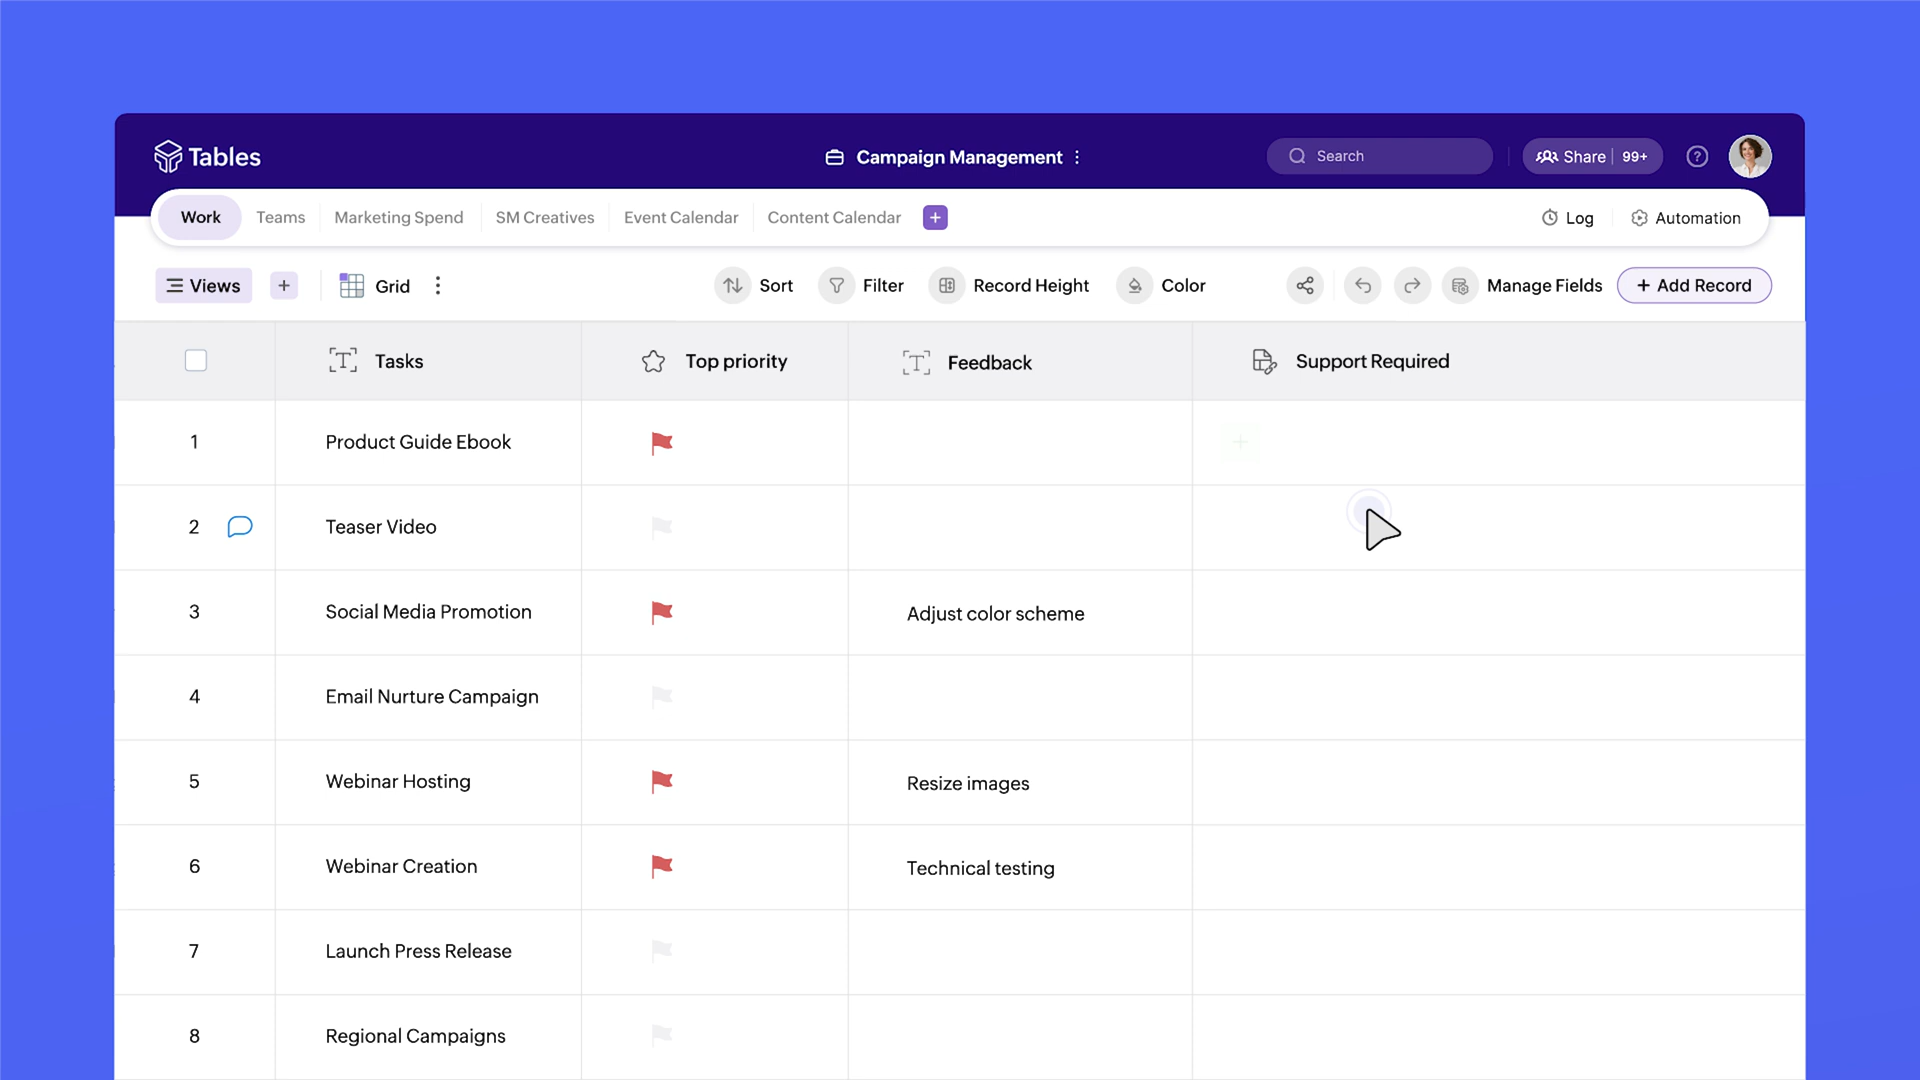 Tables
Campaign Management
Search
Share 99+
Work Teams Marketing Spend SM Creatives Event Calendar Content Calendar + Log Automation
Views + Grid Sort Filter Record Height Color Manage Fields + Add Record
Tasks Top priority Feedback Support Required
1 Product Guide Ebook +
2 Teaser Video
3 Social Media Promotion Adjust color scheme
4 Email Nurture Campaign
5 Webinar Hosting Resize images
6 Webinar Creation Technical testing
7 Launch Press Release
8 Regional Campaigns